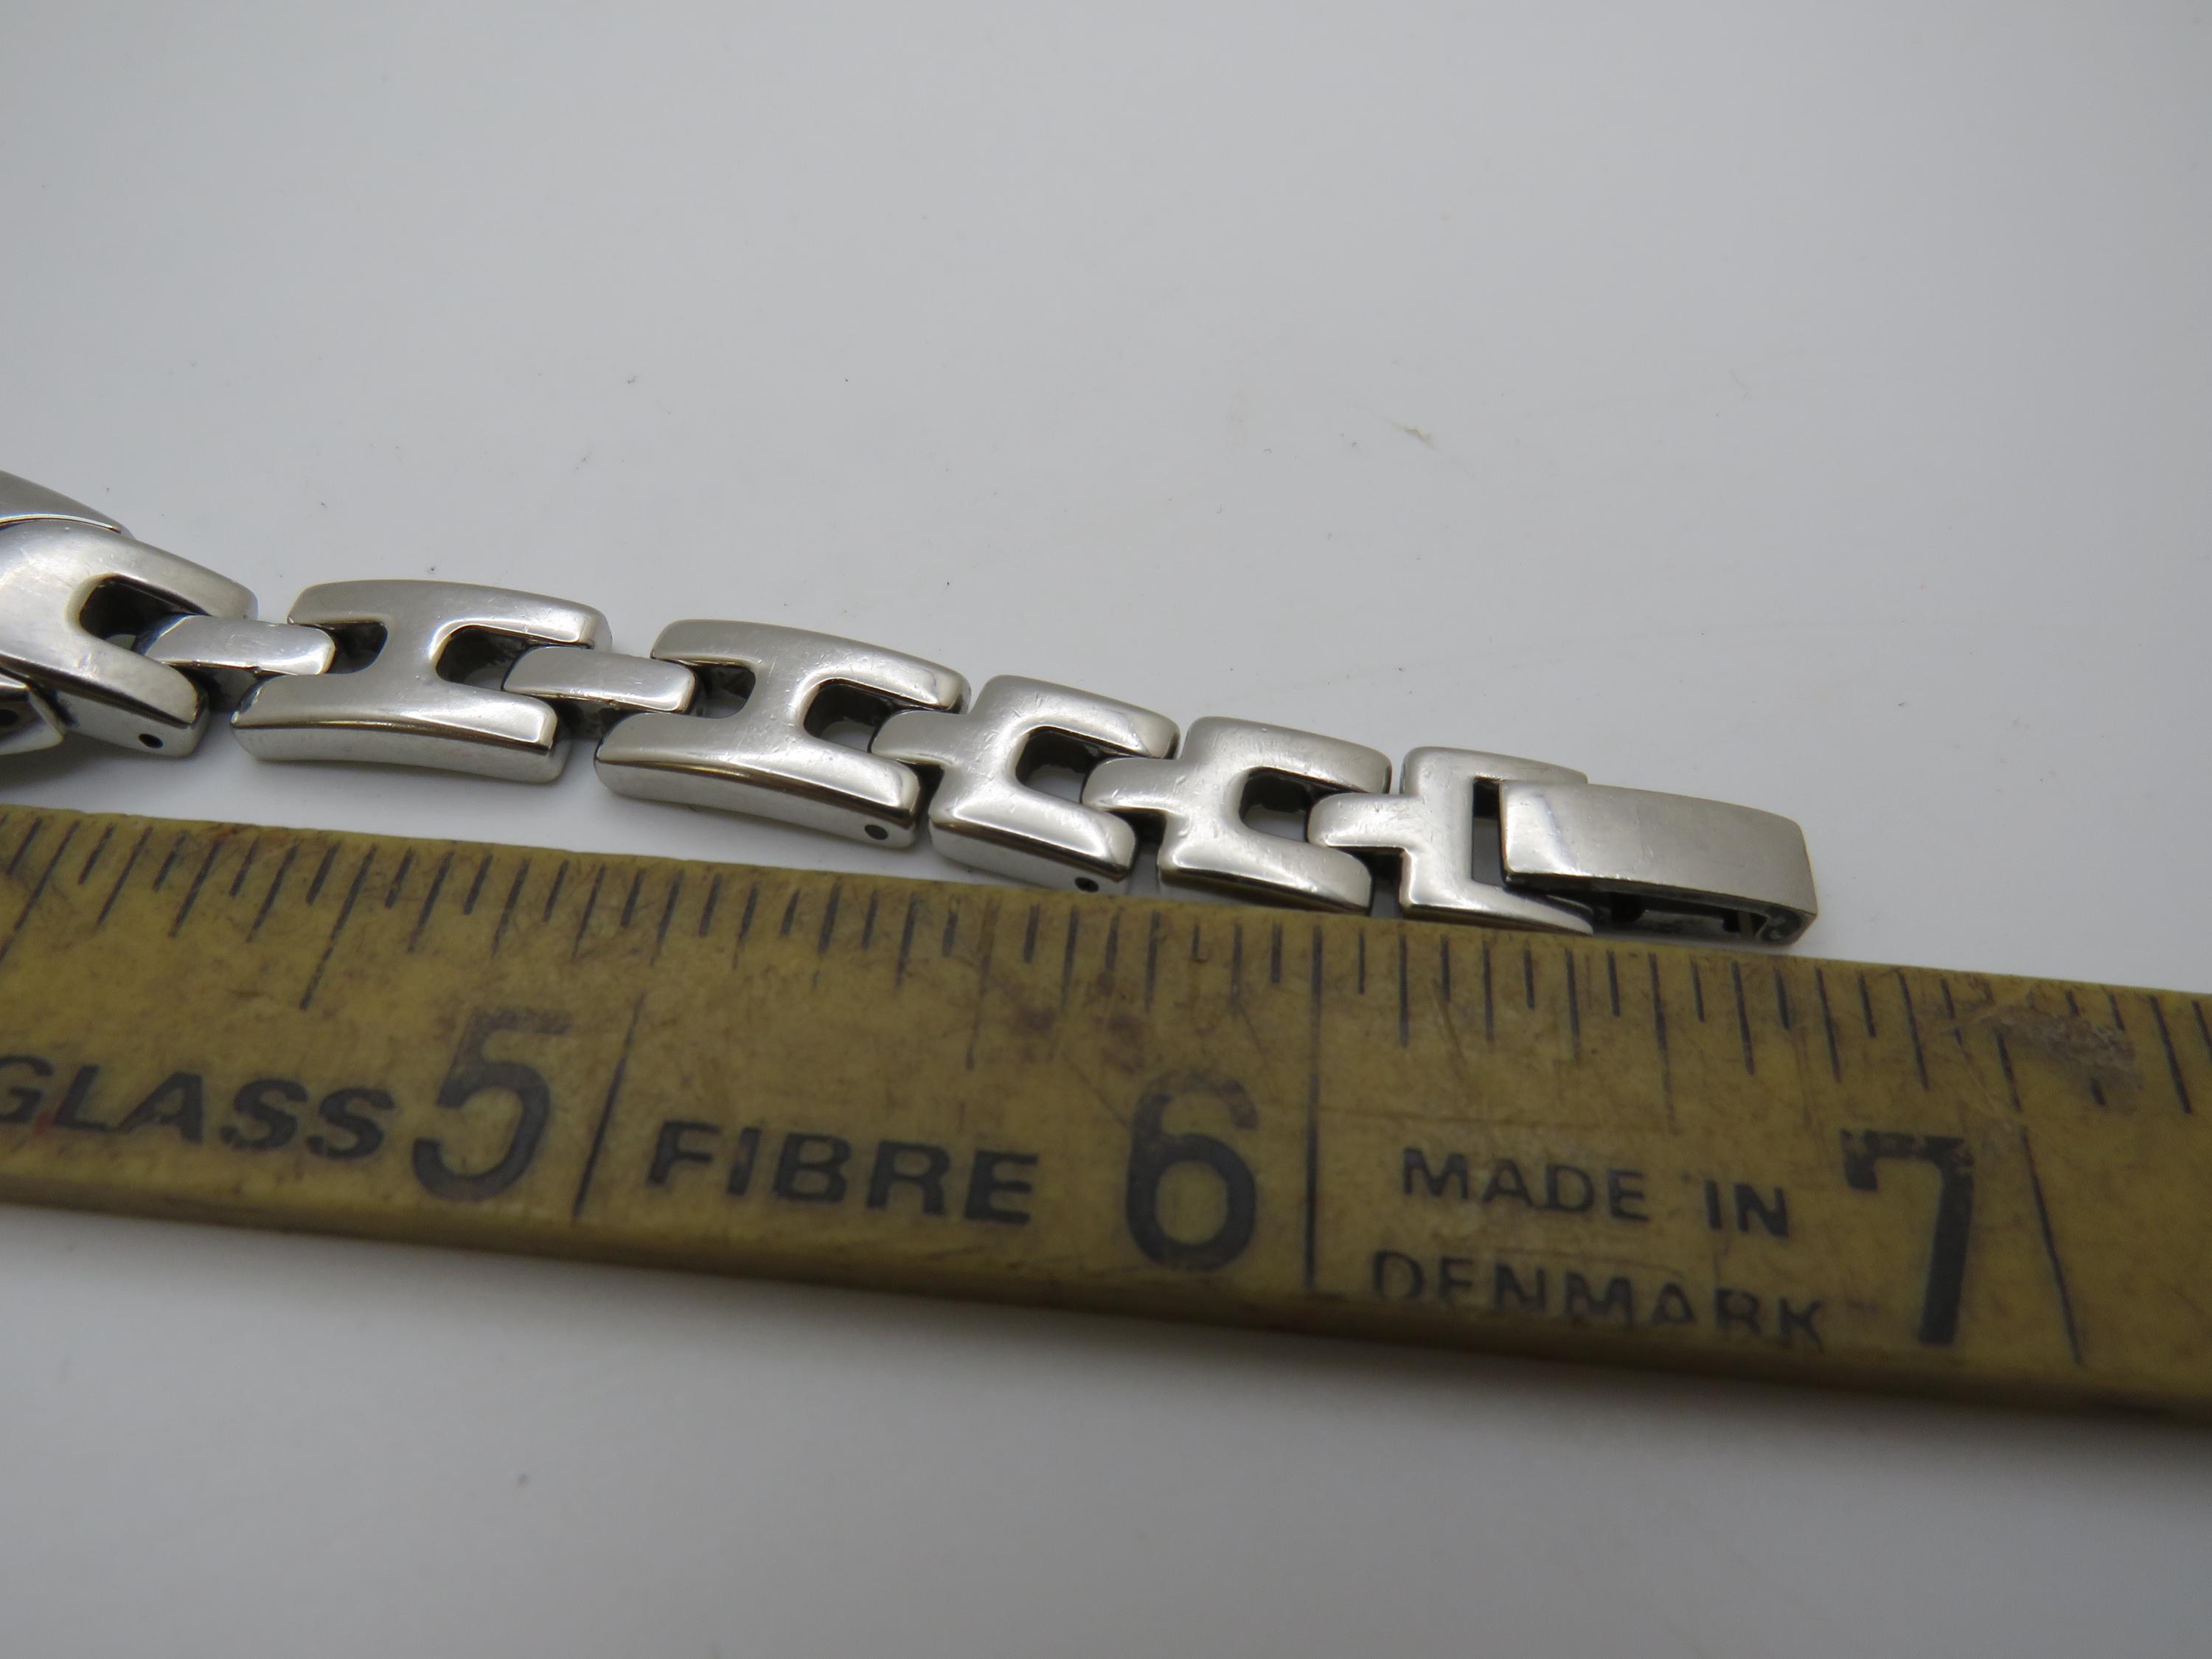 GLASS 5 FIBRE 6 MADE IN 7
DENMARK